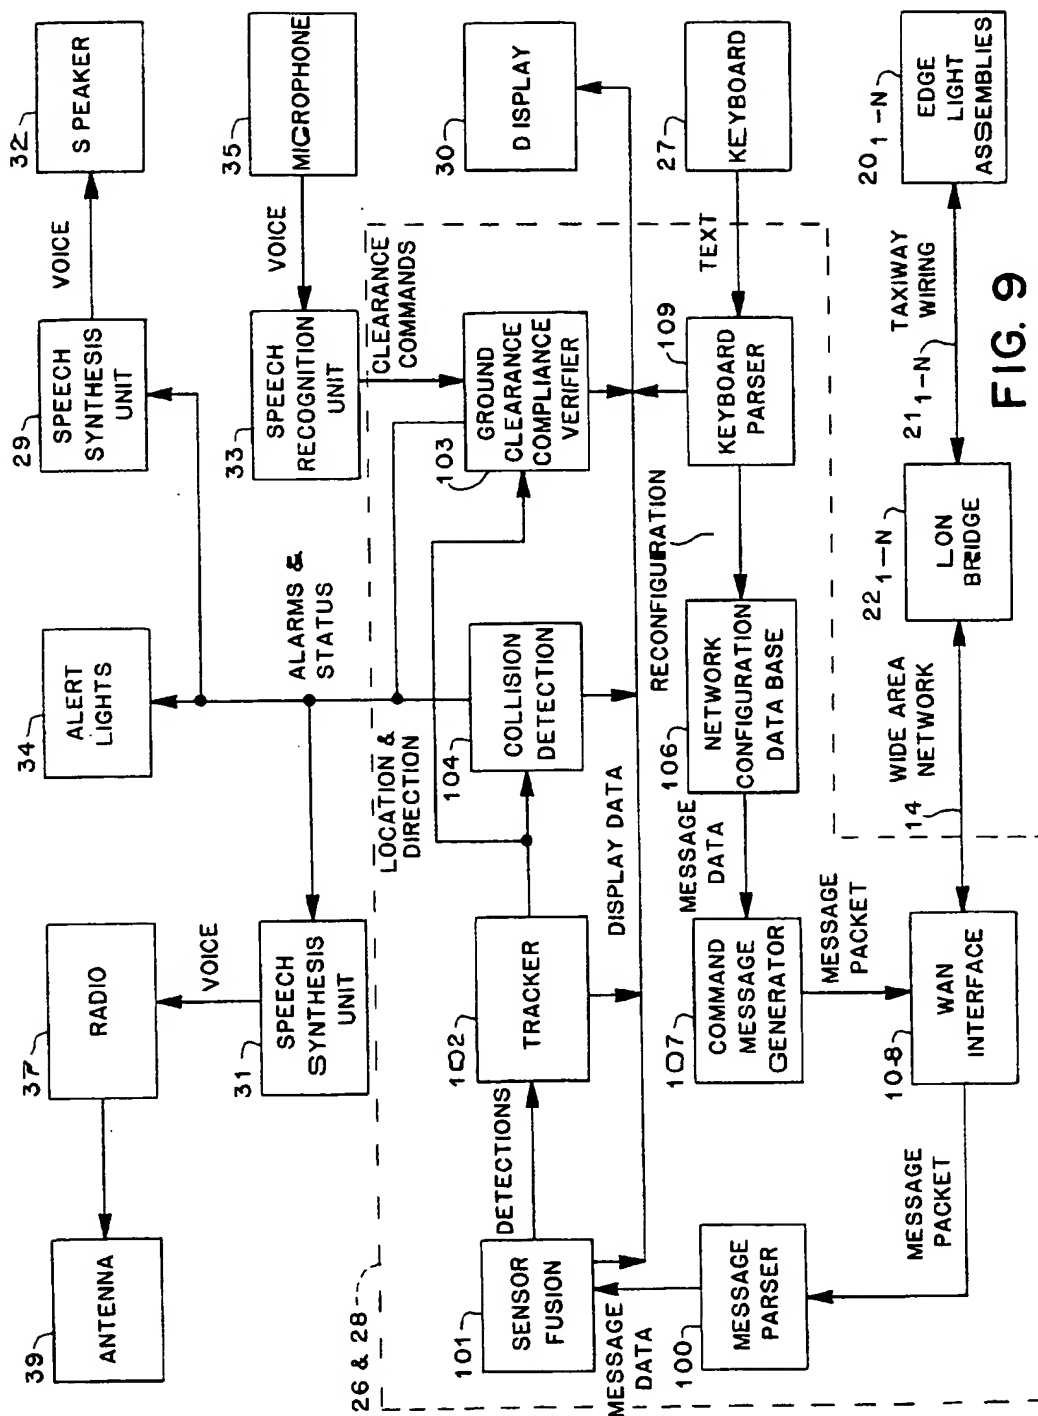 39
ANTENNA
37
RADIO
34
ALERT
LIGHTS
29
SPEECH
SYNTHESIS
UNIT
VOICE
32
SPEAKER
VOICE
31
SPEECH
SYNTHESIS
UNIT
ALARMS &
STATUS
33
SPEECH
RECOGNITION
UNIT
VOICE
35
MICROPHONE
26 & 28
LOCATION &
DIRECTION
CLEARANCE
COMMANDS
101
SENSOR
FUSION
DETECTIONS
102
TRACKER
104
COLLISION
DETECTION
103
GROUND
CLEARANCE
COMPLIANCE
VERIFIER
30
DISPLAY
MESSAGE
DATA
DISPLAY DATA
RECONFIGURATION
100
MESSAGE
PARSER
107
COMMAND
MESSAGE
GENERATOR
MESSAGE
DATA
106
NETWORK
CONFIGURATION
DATA BASE
109
KEYBOARD
PARSER
TEXT
27
KEYBOARD
MESSAGE
PACKET
MESSAGE
PACKET
108
WAN
INTERFACE
14
WIDE AREA
NETWORK
22 1-N
LON
BRIDGE
21 1-N
TAXIWAY
WIRING
20 1-N
EDGE
LIGHT
ASSEMBLIES
FIG. 9